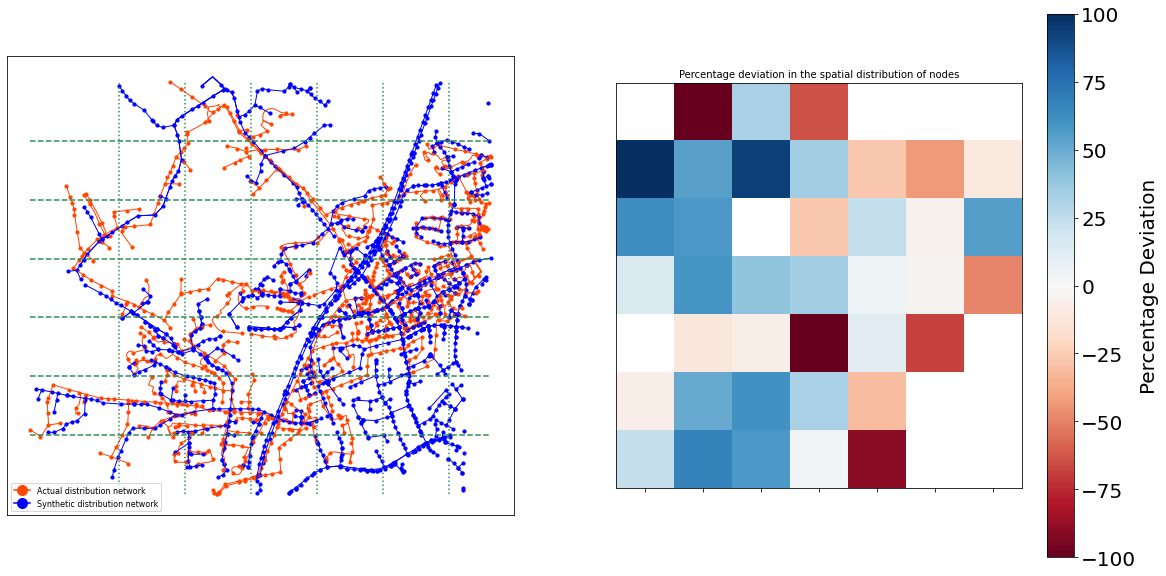 Actual distribution network
Synthetic distribution network
Percentage deviation in the spatial distribution of nodes
100
75
50
25
0
−25
−50
−75
−100
Percentage Deviation